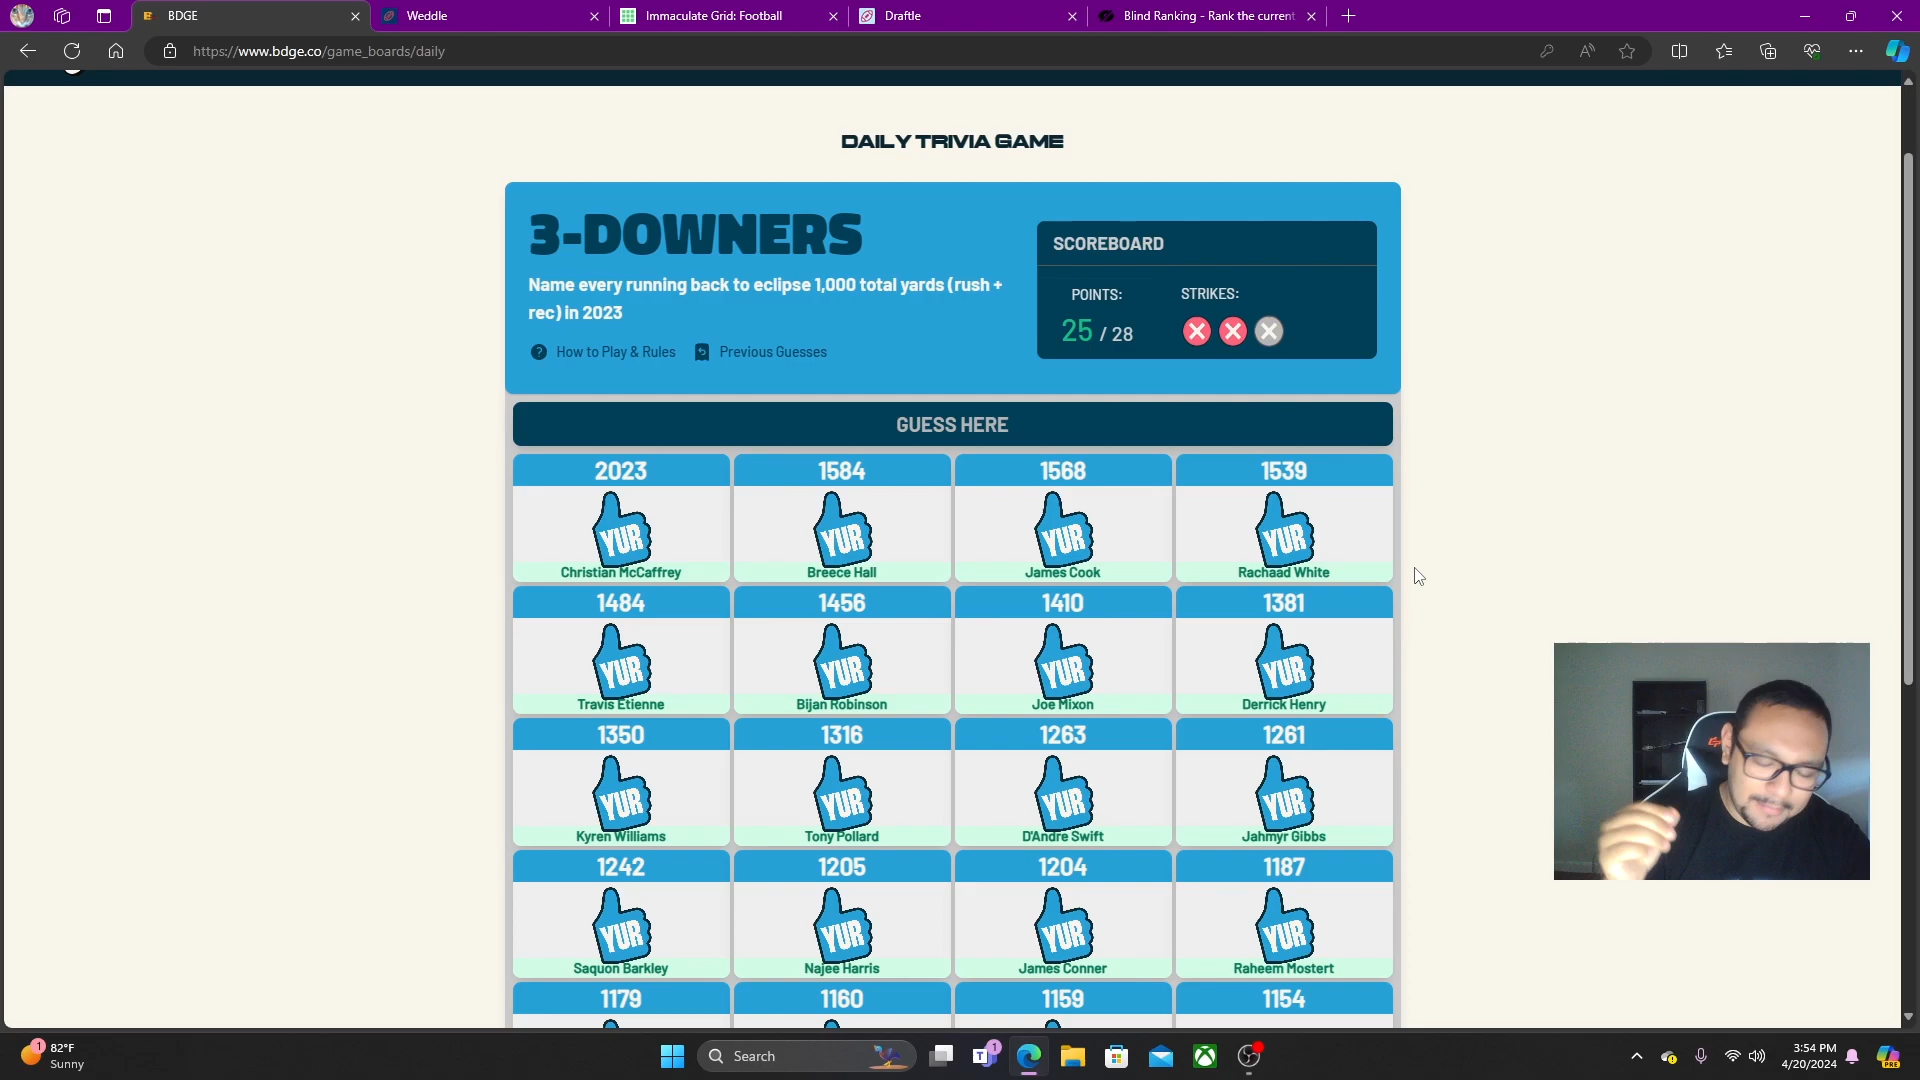 BDGE
Weddle
Immaculate Grid: Football
Draftle
Blind Ranking - Rank the current
https://www.bdge.co/game_boards/daily
DAILY TRIVIA GAME
3-DOWNERS
Name every running back to eclipse 1,000 total yards (rush +
rec) in 2023
How to Play & Rules
Previous Guesses
SCOREBOARD
POINTS:
STRIKES:
25 / 28
GUESS HERE
2023
1584
1568
1539
YUR
YUR
YUR
YUR
Christian McCaffrey
Breece Hall
James Cook
Rachaad White
1484
1456
1410
1381
YUR
YUR
YUR
YUR
Travis Etienne
Bijan Robinson
Joe Mixon
Derrick Henry
1350
1316
1263
1261
YUR
YUR
YUR
YUR
Kyren Williams
Tony Pollard
D'Andre Swift
Jahmyr Gibbs
1242
1205
1204
1187
YUR
YUR
YUR
YUR
Saquon Barkley
Najee Harris
James Conner
Raheem Mostert
1179
1160
1159
1154
1
82°F
Sunny
Search
1
3:54 PM
4/20/2024
PRE